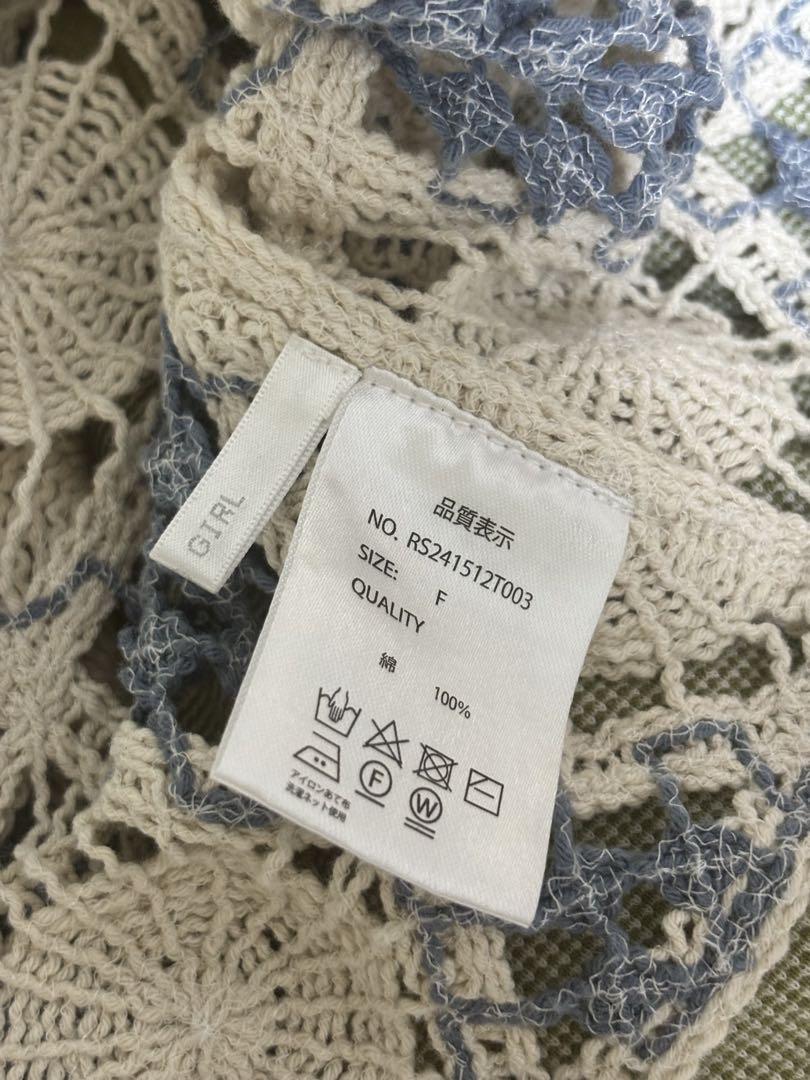 GIRL
品質表示
NO. RS241512T003
SIZE: F
QUALITY
綿 100%
F
W
アイロンあて布
洗濯ネット使用